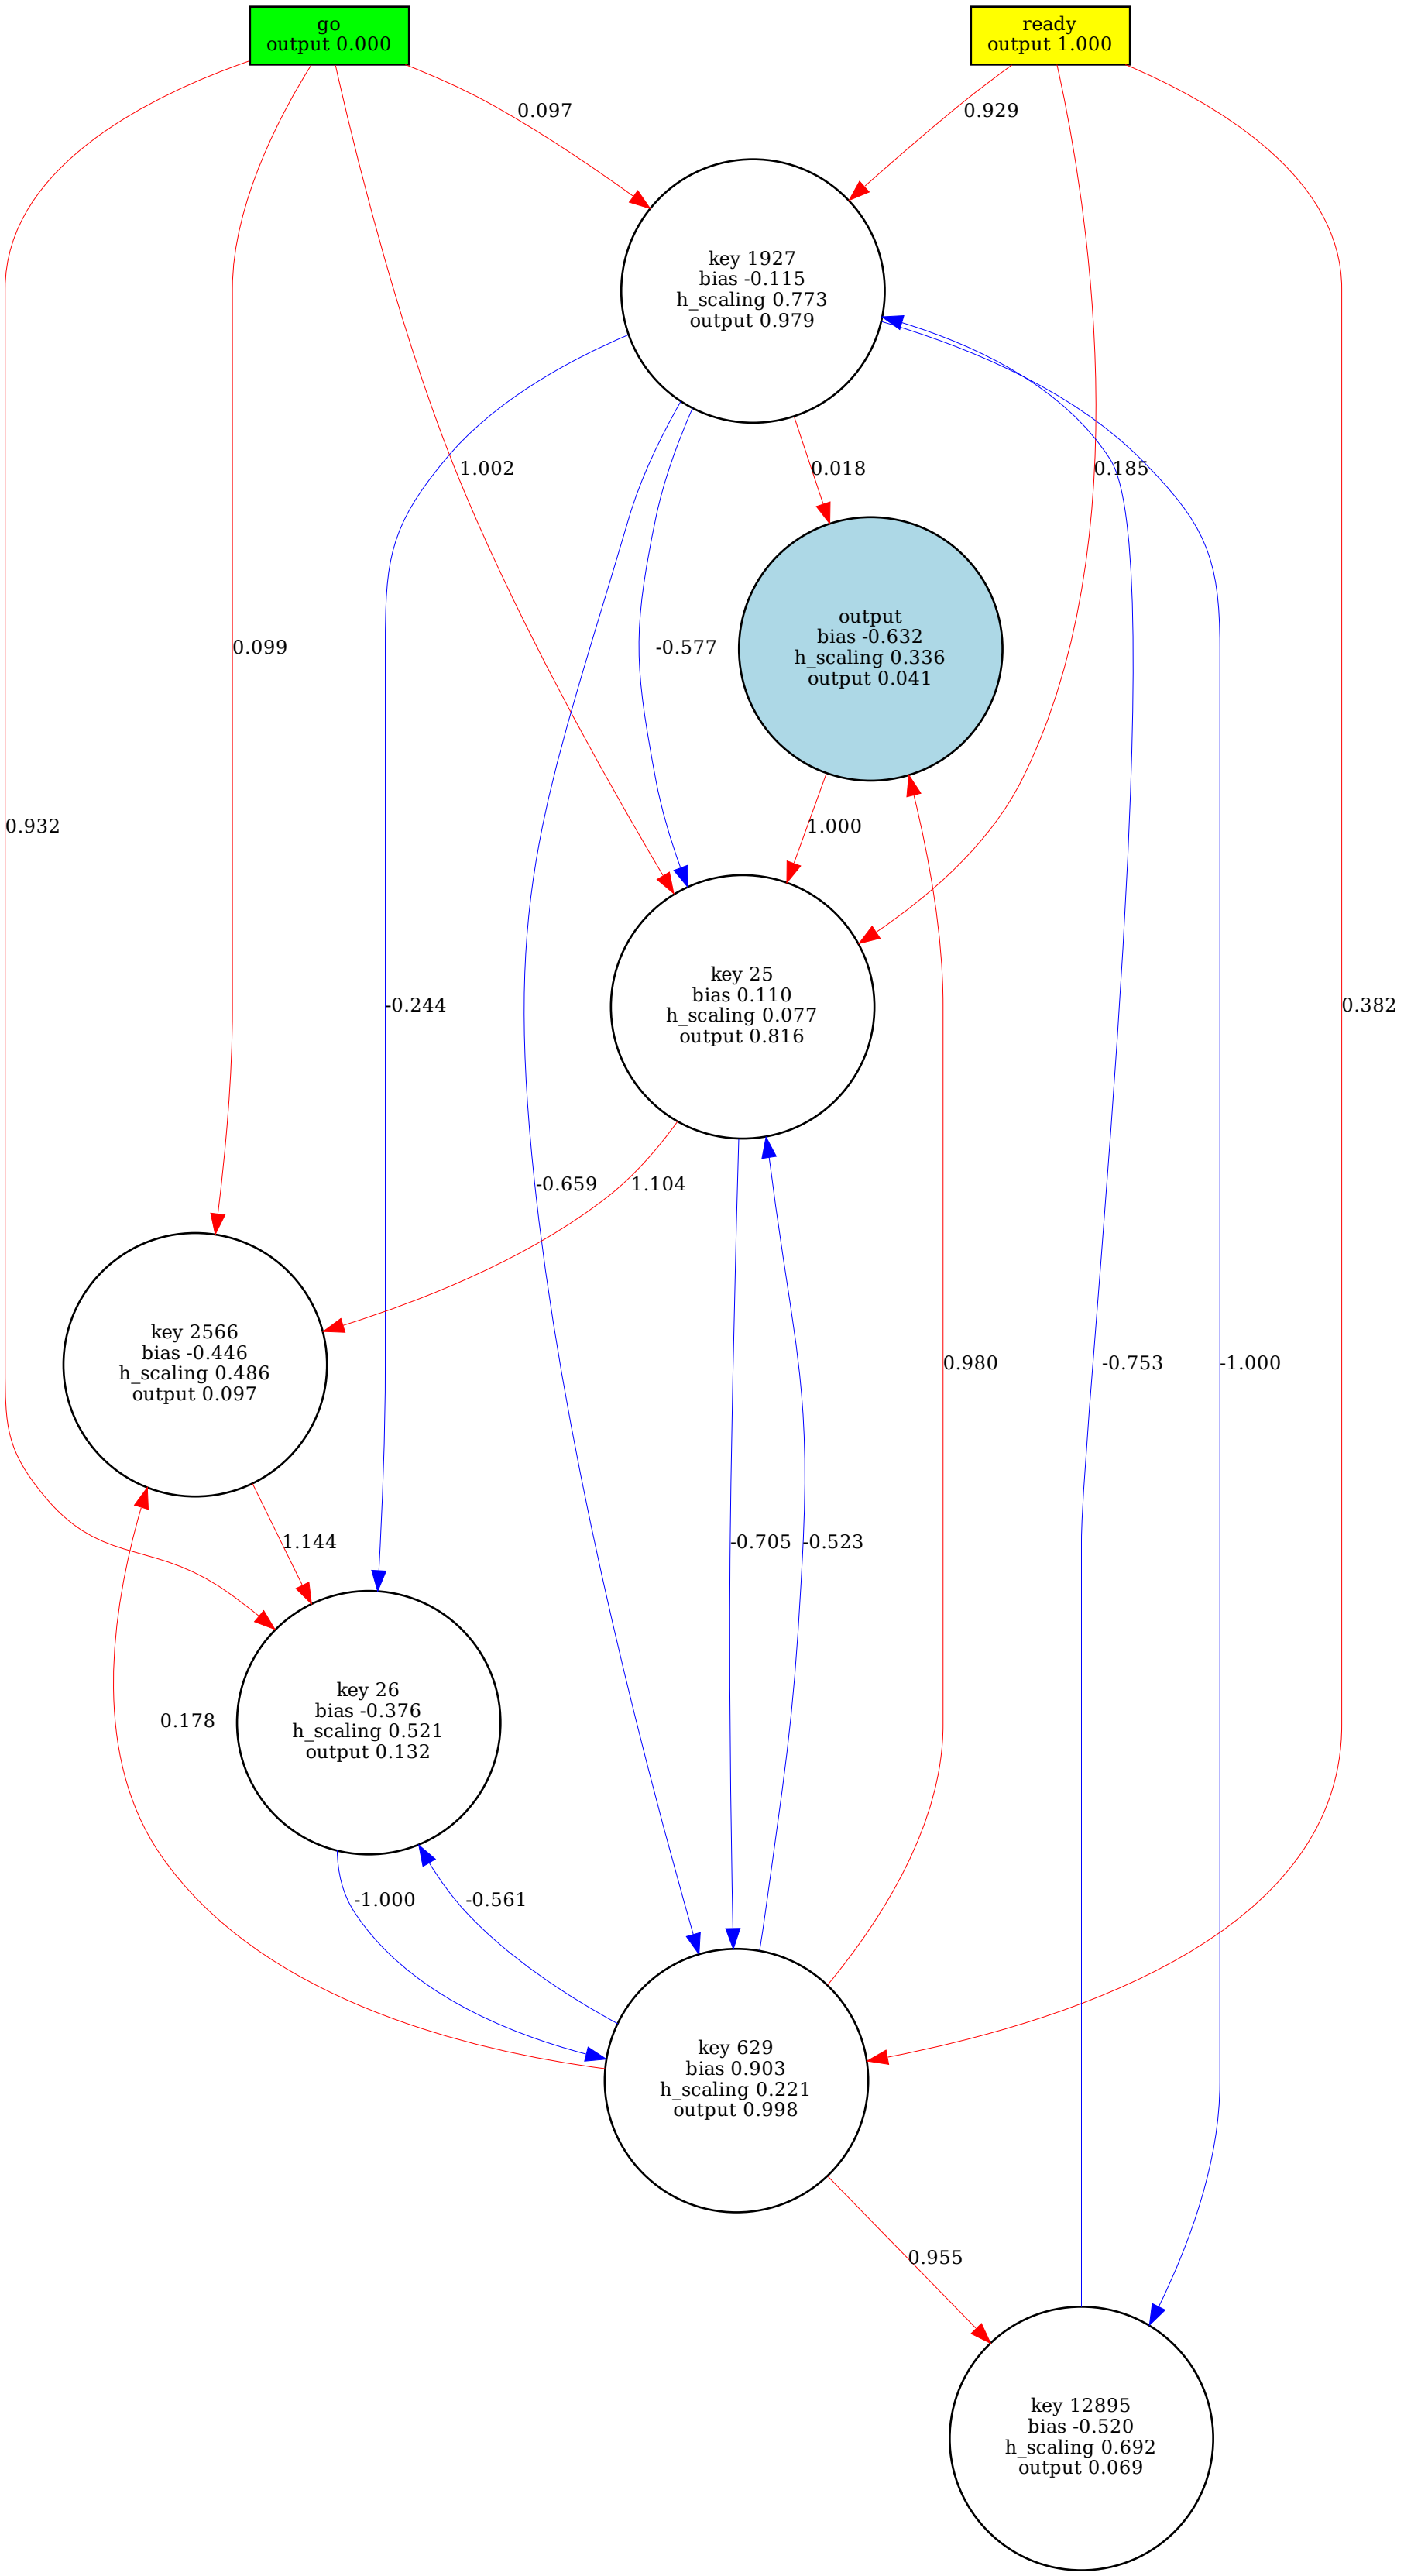 go
output 0.000
ready
output 1.000
0.097
0.929
key 1927
bias -0.115
h_scaling 0.773
output 0.979
1.002
0.018
0.185
output
bias -0.632
h_scaling 0.336
output 0.041
0.099
-0.577
0.932
1.000
key 25
bias 0.110
h_scaling 0.077
output 0.816
-0.244
0.382
-0.659
1.104
key 2566
bias -0.446
h_scaling 0.486
output 0.097
0.980
-0.753
-1.000
1.144
-0.705
-0.523
key 26
bias -0.376
h_scaling 0.521
output 0.132
0.178
-1.000
-0.561
key 629
bias 0.903
h_scaling 0.221
output 0.998
0.955
key 12895
bias -0.520
h_scaling 0.692
output 0.069